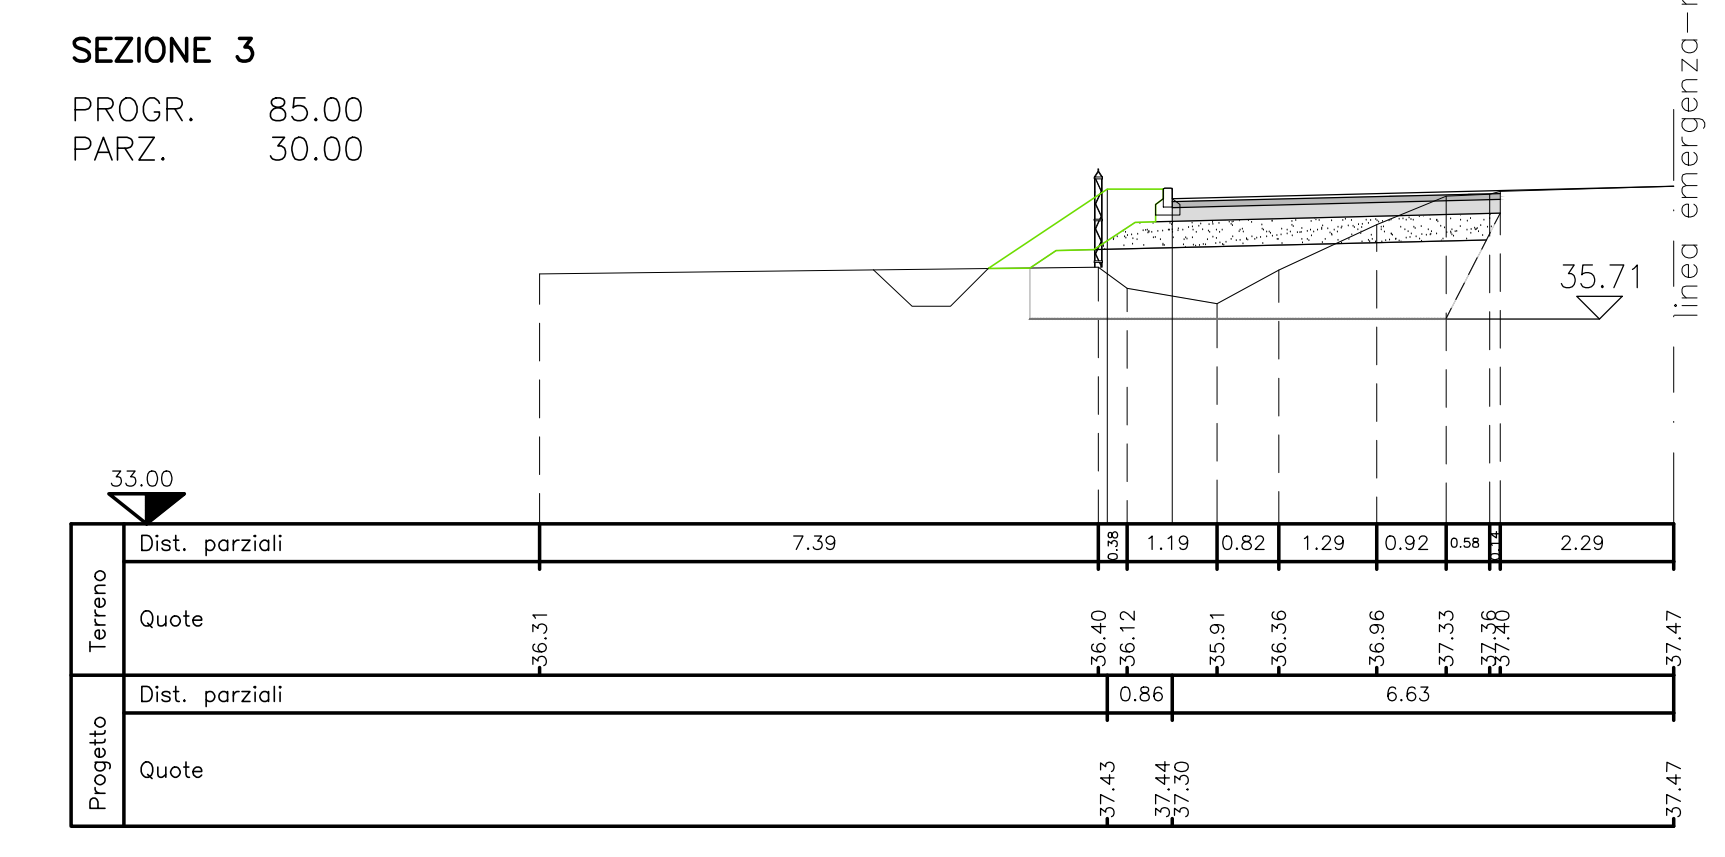 SEZIONE 3
PROGR. 85.00
PARZ. 30.00
linea emergenza-
35.71
33.00
Terreno
Dist. parziali 7.39 0.38 1.19 0.82 1.29 0.92 0.58 0.14 2.29
Quote 36.31 36.40 36.12 35.91 36.36 36.96 37.33 37.36 37.40 37.47
Progetto
Dist. parziali 0.86 6.63
Quote 37.43 37.44 37.30 37.47